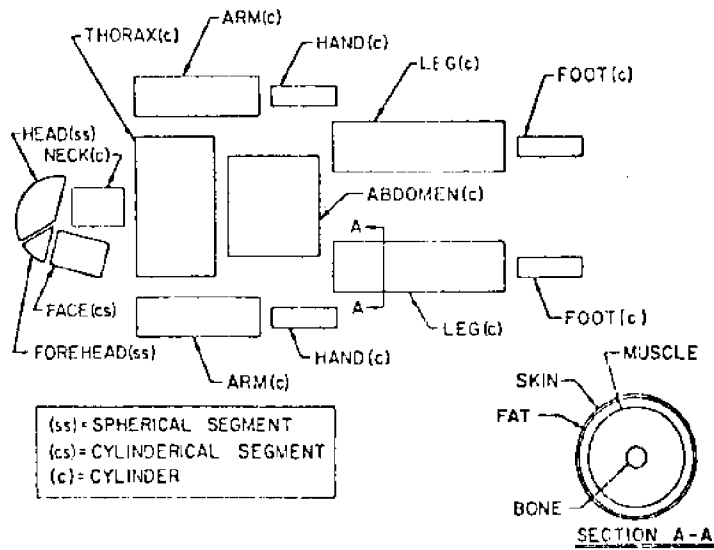 ARM(c)
THORAX(c)
HAND(c)
LEG(c)
FOOT(c)
HEAD(ss)
NECK(c)
ABDOMEN(c)
A
A
FACE(cs)
FOREHEAD(ss)
ARM(c)
HAND(c)
LEG(c)
FOOT(c)
(ss)= SPHERICAL SEGMENT
(cs)= CYLINDERICAL SEGMENT
(c)= CYLINDER
MUSCLE
SKIN
FAT
BONE
SECTION A-A